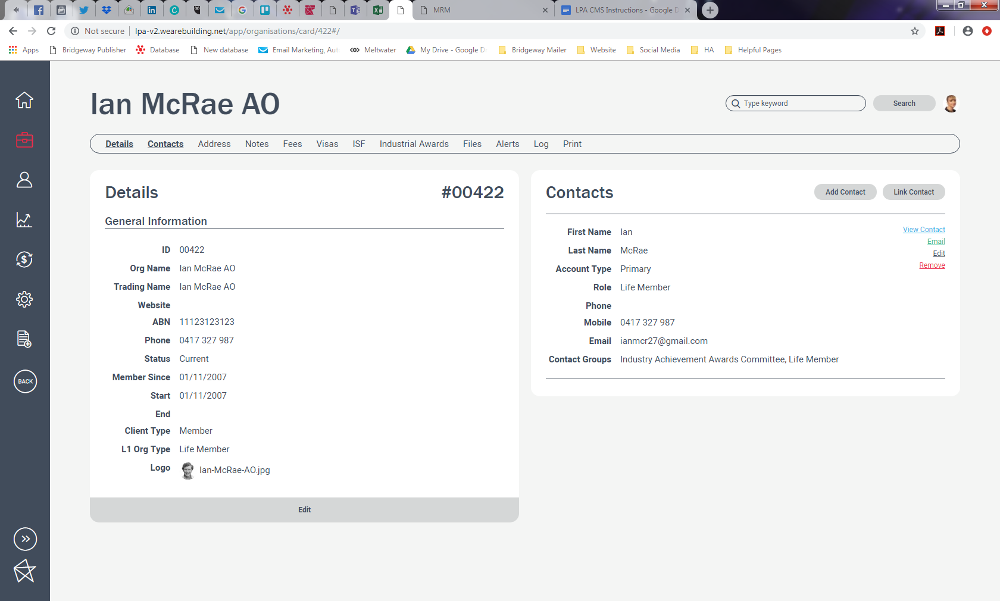 MRM
LPA CMS Instructions - Google D
Not secure
lpa-v2.wearebuilding.net/app/organisations/card/422#/
Apps
Bridgeway Publisher
Database
New database
Email Marketing, Aut
Meltwater
My Drive - Google Dr
Bridgeway Mailer
Website
Social Media
HA
Helpful Pages
Ian McRae AO
Type keyword
Search
Details Contacts Address Notes Fees Visas ISF Industrial Awards Files Alerts Log Print
BACK
Details #00422
General Information
ID 00422
Org Name Ian McRae AO
Trading Name Ian McRae AO
Website
ABN 11123123123
Phone 0417 327 987
Status Current
Member Since 01/11/2007
Start 01/11/2007
End
Client Type Member
L1 Org Type Life Member
Logo Ian-McRae-AO.jpg
Edit
Contacts
Add Contact
Link Contact
First Name Ian
Last Name McRae
Account Type Primary
Role Life Member
Phone
Mobile 0417 327 987
Email ianmcr27@gmail.com
Contact Groups Industry Achievement Awards Committee, Life Member
View Contact
Email
Edit
Remove